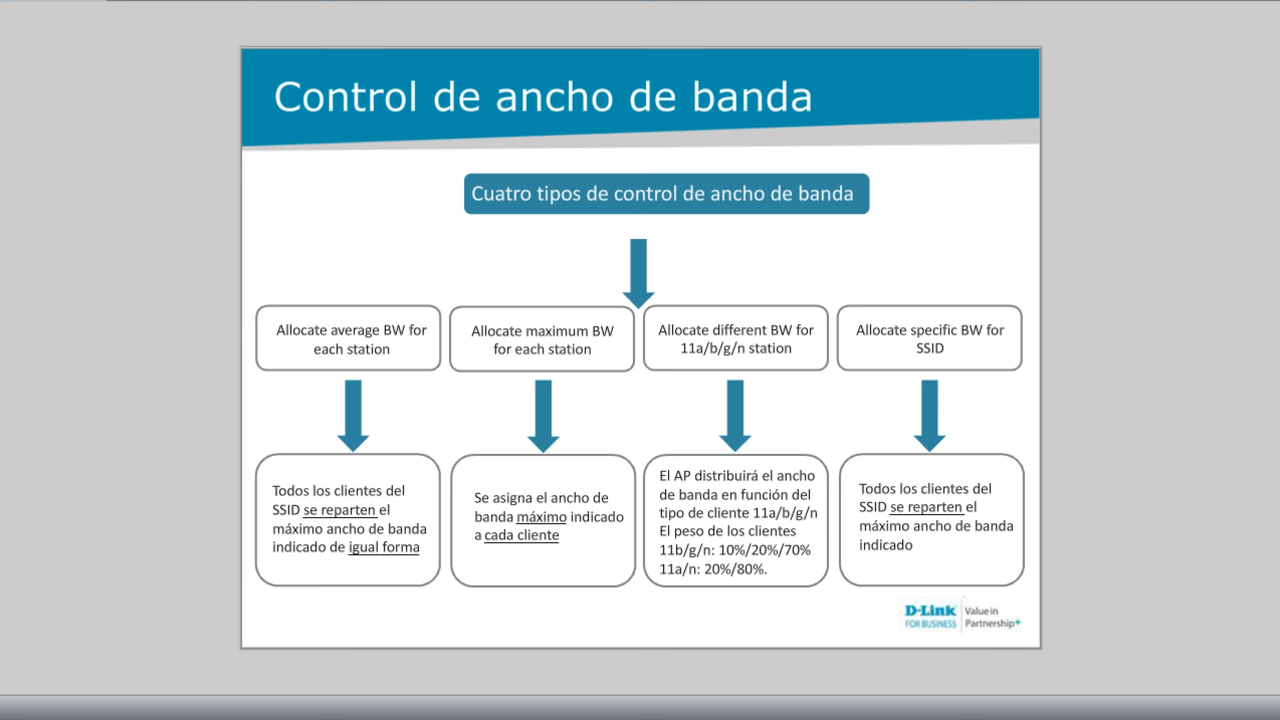 Control de ancho de banda
Cuatro tipos de control de ancho de banda
Allocate average BW for
each station
Allocate maximum BW
for each station
Allocate different BW for
11a/b/g/n station
Allocate specific BW for
SSID
Todos los clientes del
SSID se reparten el
máximo ancho de banda
indicado de igual forma
Se asigna el ancho de
banda máximo indicado
a cada cliente
El AP distribuirá el ancho
de banda en función del
tipo de cliente 11a/b/g/n
El peso de los clientes
11b/g/n: 10%/20%/70%
11a/n: 20%/80%.
Todos los clientes del
SSID se reparten el
máximo ancho de banda
indicado
D-Link
FOR BUSINESS
Value in
Partnership+